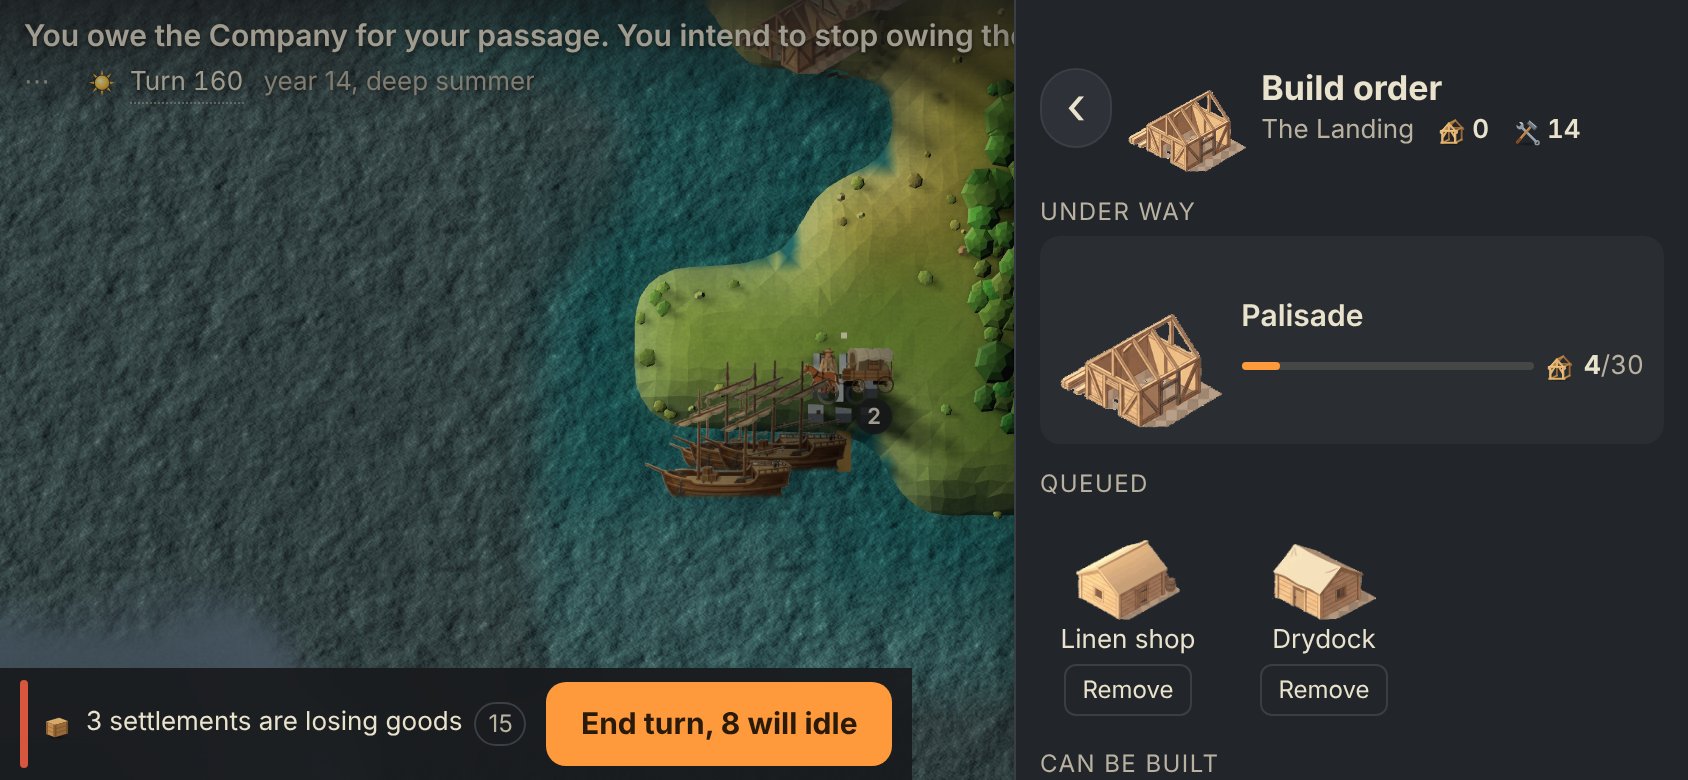 You owe the Company for your passage. You intend to stop owing
... Turn 160 year 14, deep summer
2
3 settlements are losing goods 15
End turn, 8 will idle
Build order
The Landing 0 14
UNDER WAY
Palisade
4/30
QUEUED
Linen shop Drydock
Remove Remove
CAN BE BUILT